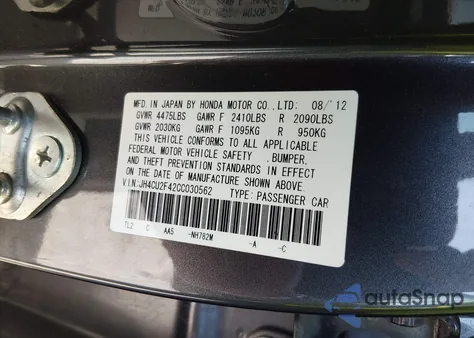 MFD. IN JAPAN BY HONDA MOTOR CO., LTD: 08/'12
GVWR 4475LBS GAWR F 2410LBS R 2090LBS
GVWR 2030KG GAWR F 1095KG R 950KG
THIS VEHICLE CONFORMS TO ALL APPLICABLE
FEDERAL MOTOR VEHICLE SAFETY ,BUMPER,
AND THEFT PREVENTION STANDARDS IN EFFECT
ON THE DATE OF MANUFACTURE SHOWN ABOVE.
VIN:JH4CU2F42CC030562 TYPE: PASSENGER CAR
TL2 C AA5 -NH782M -A -C
autoSnap